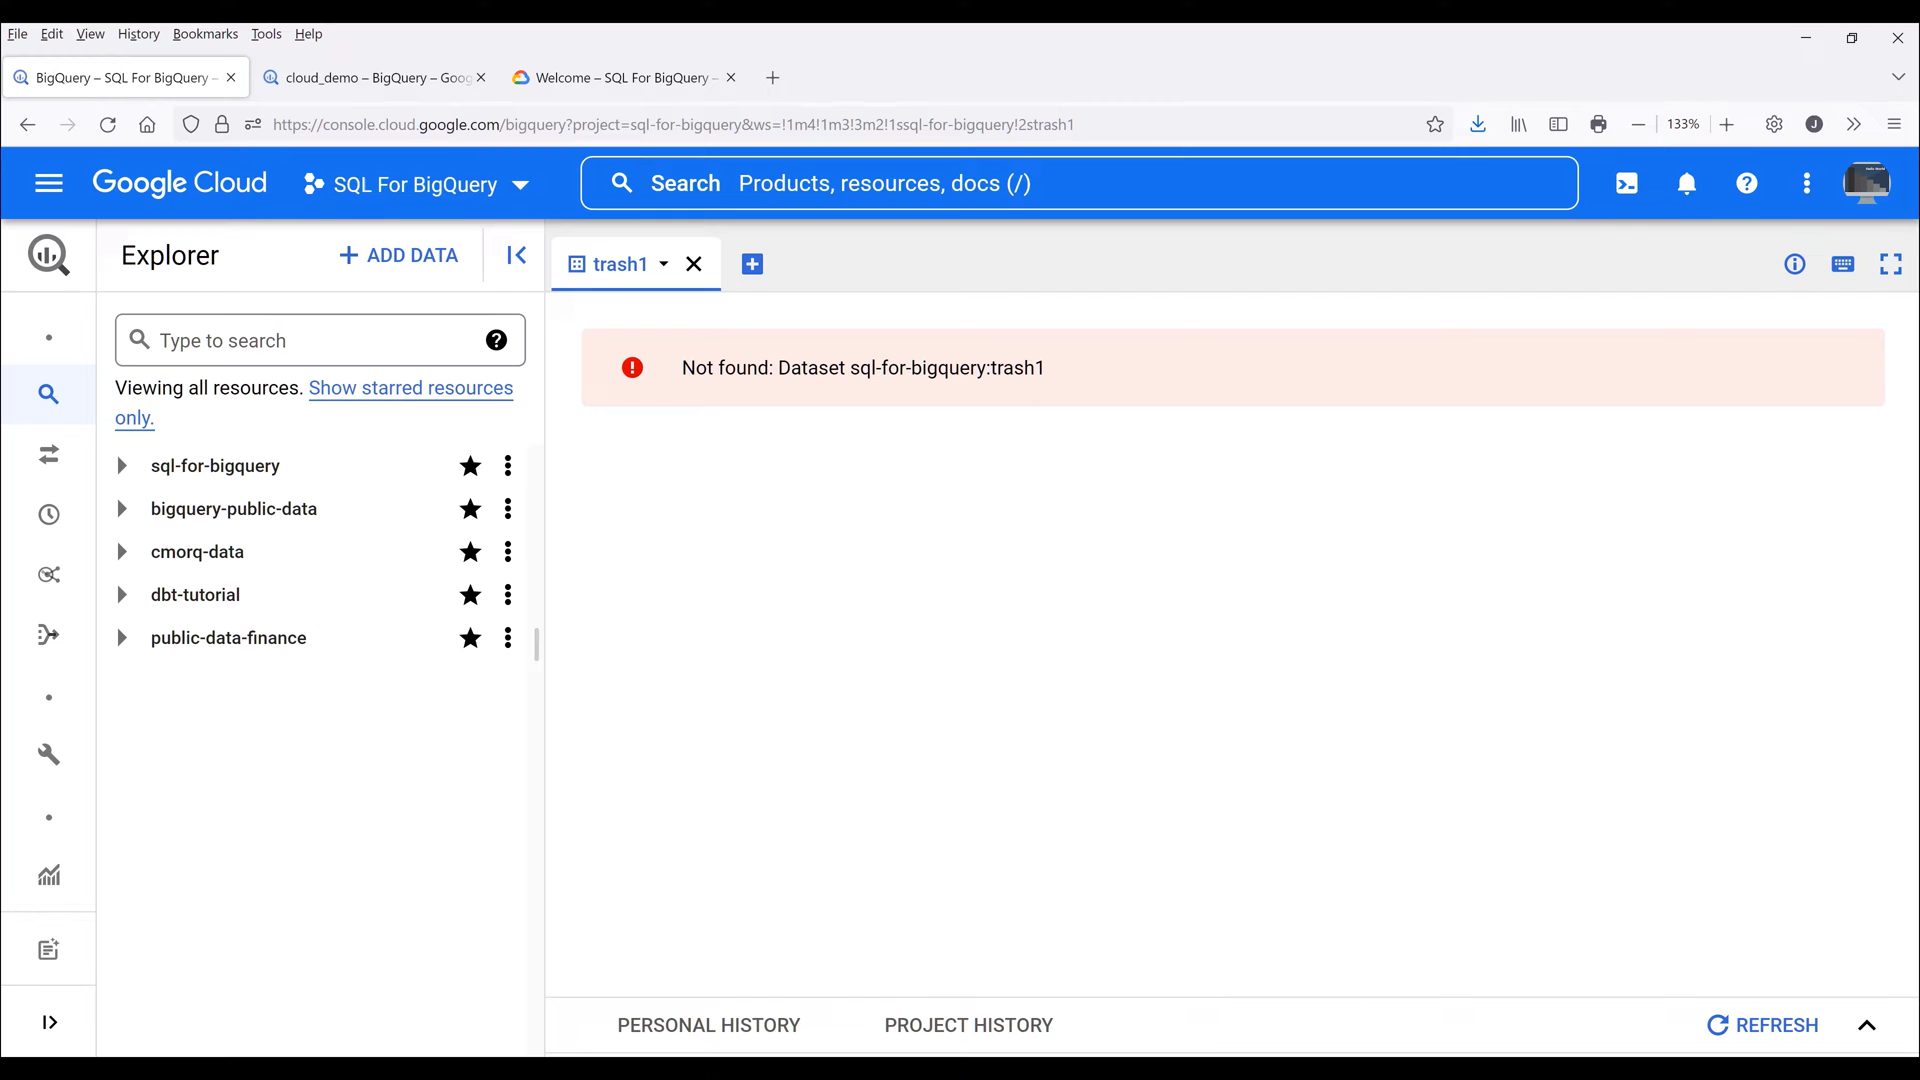 File Edit View History Bookmarks Tools Help
BigQuery – SQL For BigQuery – cloud_demo – BigQuery – Goog Welcome – SQL For BigQuery –
https://console.cloud.google.com/bigquery?project=sql-for-bigquery&ws=!1m4!1m3!3m2!1ssql-for-bigquery!2strash1 133% J
Google Cloud SQL For BigQuery Search Products, resources, docs (/)
Explorer + ADD DATA trash1
Type to search
Viewing all resources. Show starred resources
only.
Not found: Dataset sql-for-bigquery:trash1
sql-for-bigquery
bigquery-public-data
cmorq-data
dbt-tutorial
public-data-finance
PERSONAL HISTORY PROJECT HISTORY REFRESH